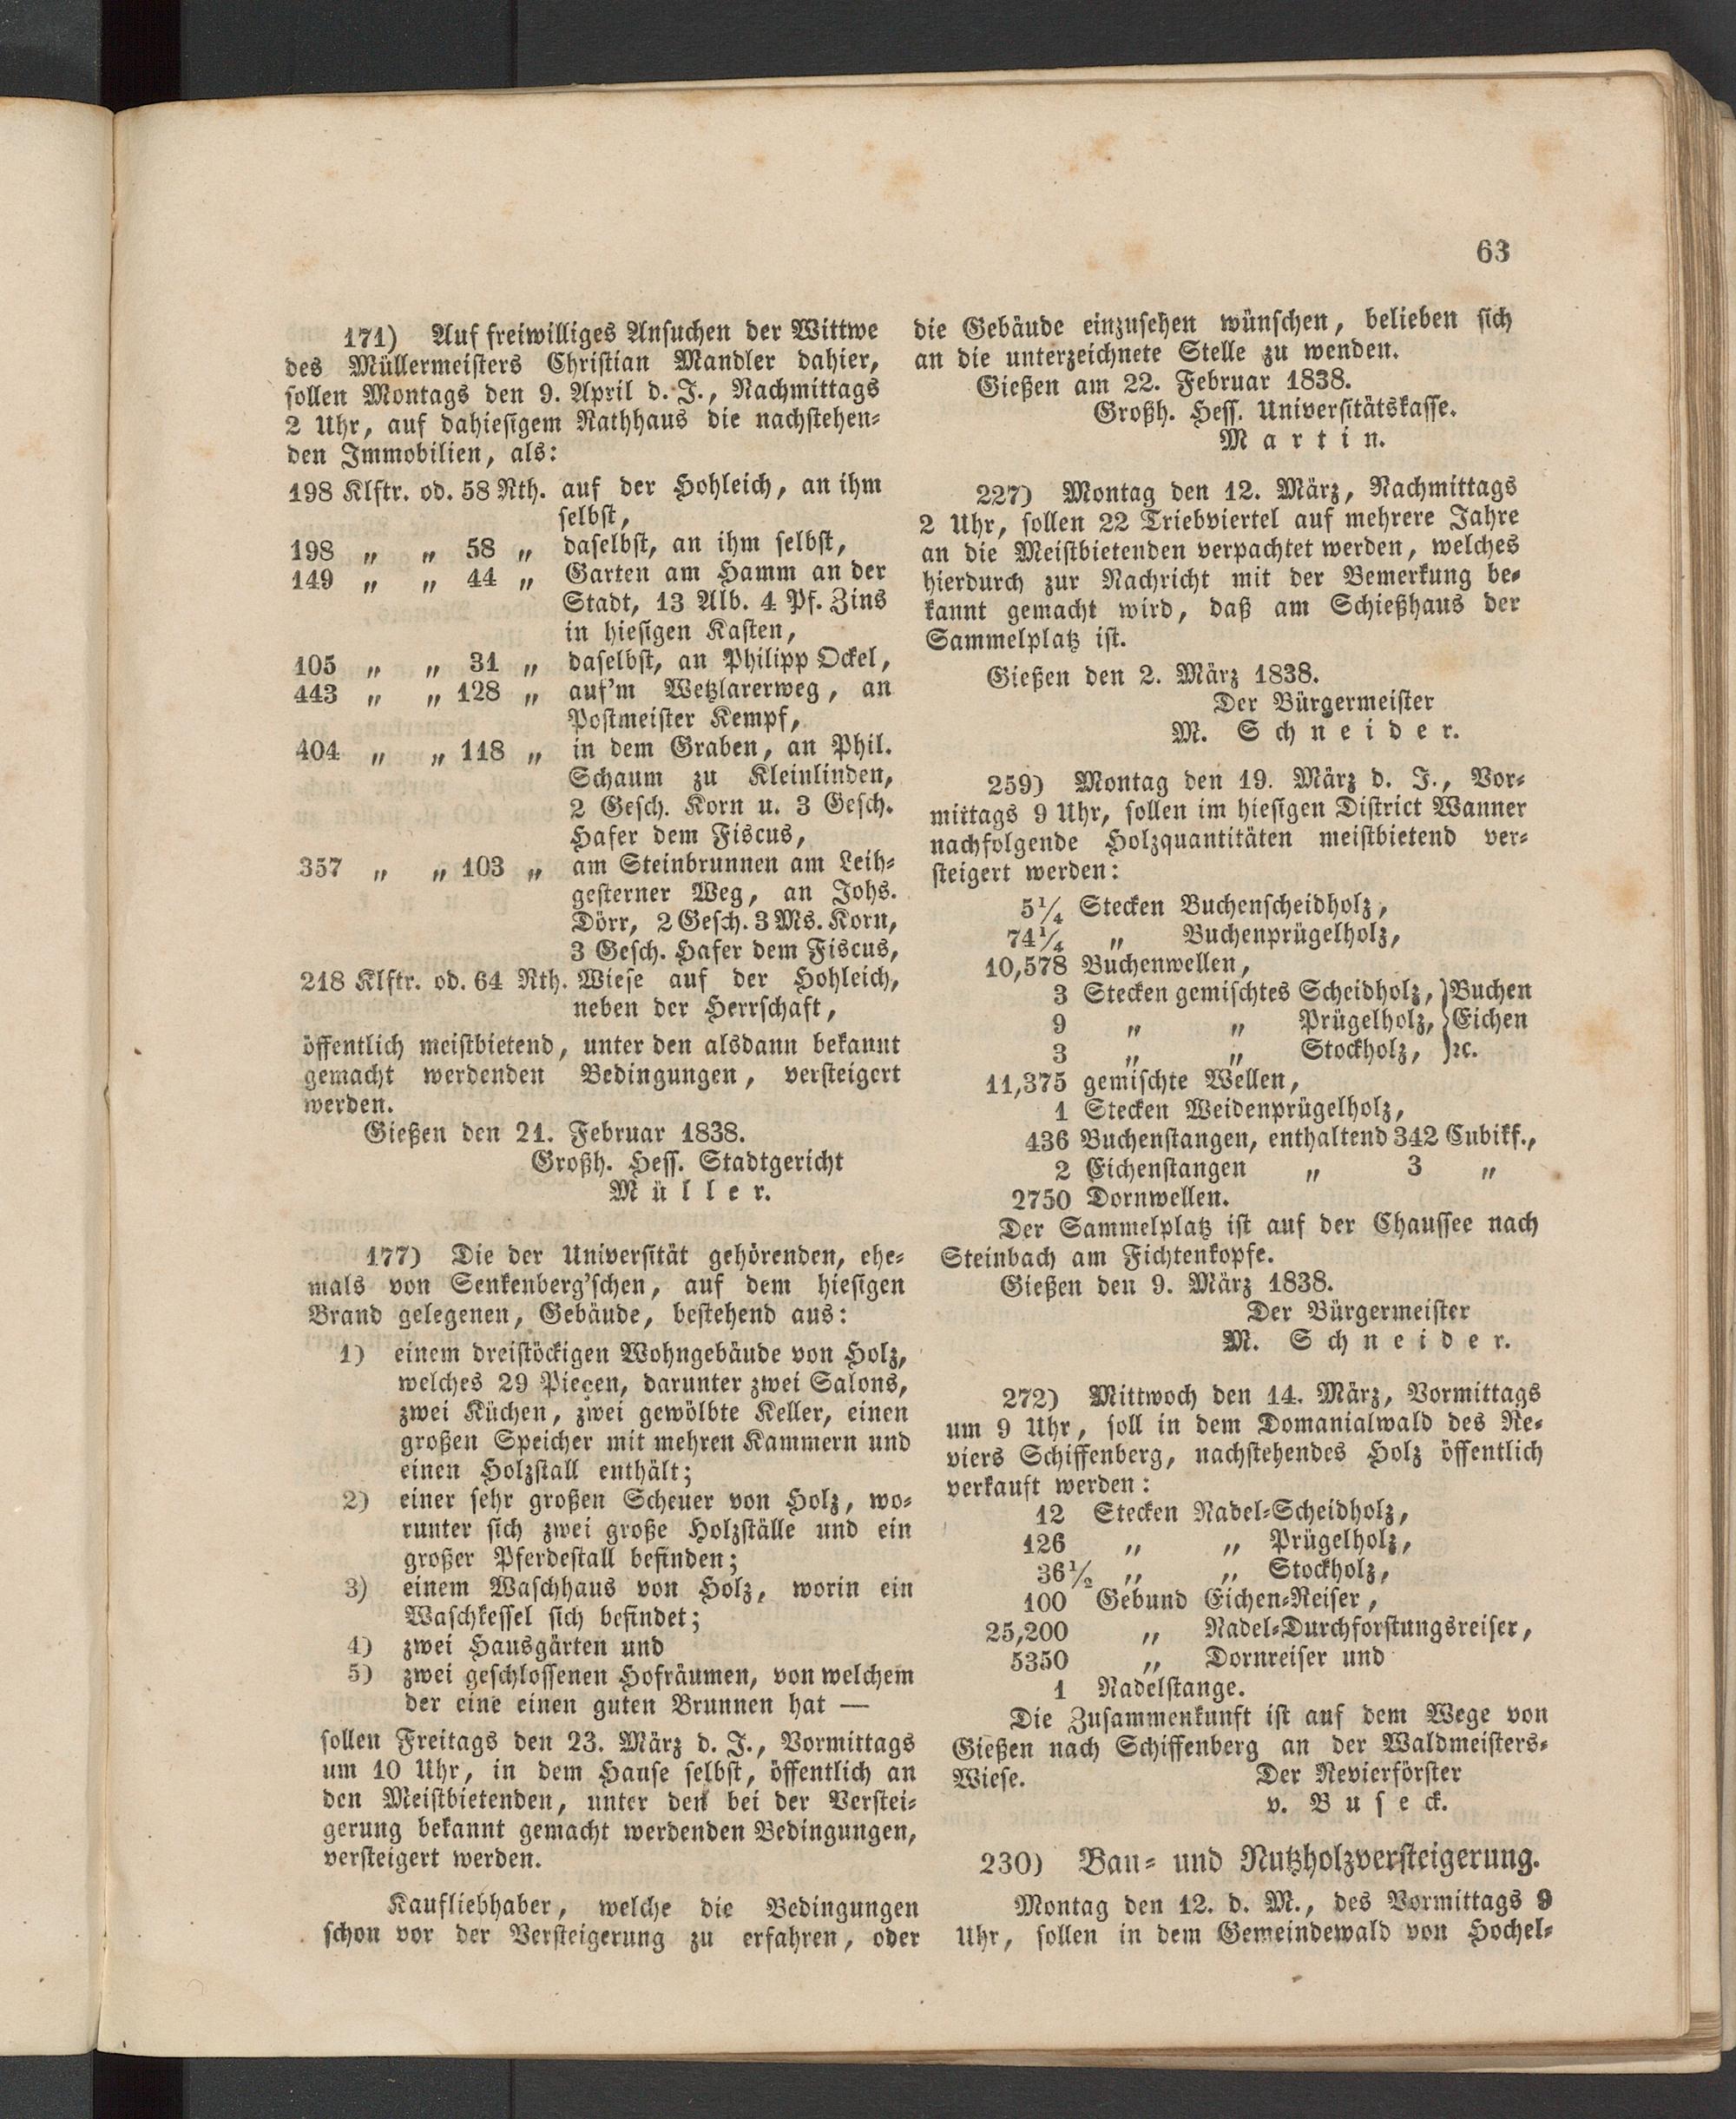 63
171) Auf freiwilliges Ansuchen der Wittwe
des Müllermeisters Christian Mandler dahier,
sollen Montags den 9. April d. J., Nachmittags
2 Uhr, auf dahiesigem Rathhaus die nachstehen-
den Immobilien, als:
198 Klftr. od. 58 Rth. auf der Hohleich, an ihm
selbst,
198 „ „ 58 „ daselbst, an ihm selbst,
149 „ „ 44 „ Garten am Hamm an der
Stadt, 13 Alb. 4 Pf. Zins
in hiesigen Kasten,
105 „ „ 31 „ daselbst, an Philipp Ockel,
443 „ „ 128 „ auf'm Wetzlarerweg, an
Postmeister Kempf,
404 „ „ 118 „ in dem Graben, an Phil.
Schaum zu Kleinlinden,
2 Gesch. Korn u. 3 Gesch.
Hafer dem Fiscus,
357 „ „ 103 „ am Steinbrunnen am Leih-
gesterner Weg, an Johs.
Dörr, 2 Gesch. 3 Ms. Korn,
3 Gesch. Hafer dem Fiscus,
218 Klftr. od. 64 Rth. Wiese auf der Hohleich,
neben der Herrschaft,
öffentlich meistbietend, unter den alsdann bekannt
gemacht werdenden Bedingungen, versteigert
werden.
Gießen den 21. Februar 1838.
Großh. Hess. Stadtgericht
Müller.
177) Die der Universität gehörenden, ehe-
mals von Senkenberg'schen, auf dem hiesigen
Brand gelegenen, Gebäude, bestehend aus:
1) einem dreistöckigen Wohngebäude von Holz,
welches 29 Pieçen, darunter zwei Salons,
zwei Küchen, zwei gewölbte Keller, einen
großen Speicher mit mehren Kammern und
einen Holzstall enthält;
2) einer sehr großen Scheuer von Holz, wo-
runter sich zwei große Holzställe und ein
großer Pferdestall befinden;
3) einem Waschhaus von Holz, worin ein
Waschkessel sich befindet;
4) zwei Hausgärten und
5) zwei geschlossenen Hofräumen, von welchem
der eine einen guten Brunnen hat —
sollen Freitags den 23. März d. J., Vormittags
um 10 Uhr, in dem Hause selbst, öffentlich an
den Meistbietenden, unter den bei der Verstei-
gerung bekannt gemacht werdenden Bedingungen,
versteigert werden.
Kaufliebhaber, welche die Bedingungen
schon vor der Versteigerung zu erfahren, oder
die Gebäude einzusehen wünschen, belieben sich
an die unterzeichnete Stelle zu wenden.
Gießen am 22. Februar 1838.
Großh. Hess. Universitätskasse.
Martin.
227) Montag den 12. März, Nachmittags
2 Uhr, sollen 22 Triebviertel auf mehrere Jahre
an die Meistbietenden verpachtet werden, welches
hierdurch zur Nachricht mit der Bemerkung be-
kannt gemacht wird, daß am Schießhaus der
Sammelplatz ist.
Gießen den 2. März 1838.
Der Bürgermeister
M. Schneider.
259) Montag den 19. März d. J., Vor-
mittags 9 Uhr, sollen im hiesigen District Wanner
nachfolgende Holzquantitäten meistbietend ver-
steigert werden:
5¼ Stecken Buchenscheidholz,
74¼ „ Buchenprügelholz,
10,578 Buchenwellen,
3 Stecken gemischtes Scheidholz, } Buchen
9 „ „ Prügelholz, } Eichen
3 „ „ Stockholz, } ꝛc.
11,375 gemischte Wellen,
1 Stecken Weidenprügelholz,
436 Buchenstangen, enthaltend 342 Cubikf.,
2 Eichenstangen „ 3 „
2750 Dornwellen.
Der Sammelplatz ist auf der Chaussee nach
Steinbach am Fichtenkopfe.
Gießen den 9. März 1838.
Der Bürgermeister
M. Schneider.
272) Mittwoch den 14. März, Vormittags
um 9 Uhr, soll in dem Domanialwald des Re-
viers Schiffenberg, nachstehendes Holz öffentlich
verkauft werden:
12 Stecken Nadel-Scheidholz,
126 „ „ Prügelholz,
36½ „ „ Stockholz,
100 Gebund Eichen-Reiser,
25,200 „ Nadel-Durchforstungsreiser,
5350 „ Dornreiser und
1 Nadelstange.
Die Zusammenkunft ist auf dem Wege von
Gießen nach Schiffenberg an der Waldmeisters-
Wiese. Der Revierförster
v. Buseck.
230) Bau- und Nutzholzversteigerung.
Montag den 12. d. M., des Vormittags 9
Uhr, sollen in dem Gemeindewald von Hochel-